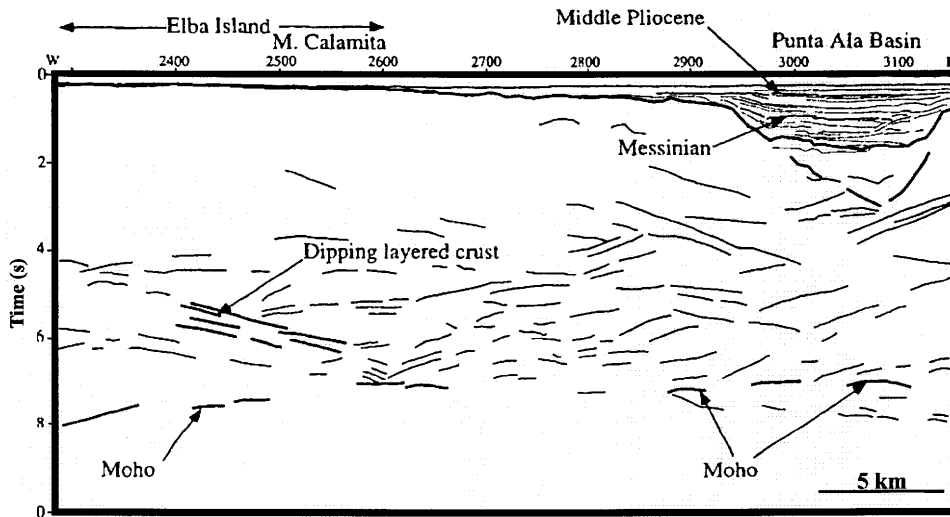 Elba Island
M. Calamita
Middle Pliocene
Punta Ala Basin
W
2400 2500 2600 2700 2800 2900 3000 3100
0
2
4
6
8
0
Time (s)
Messinian
Dipping layered crust
Moho
Moho
5 km